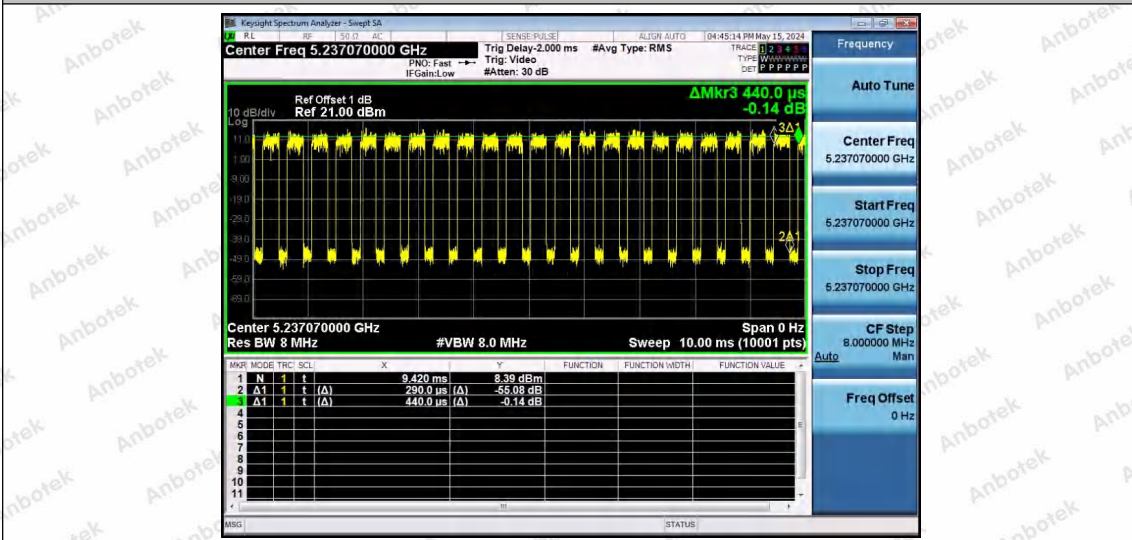 Keysight Spectrum Analyzer - Swept SA
RL RF 50 Ω AC SENSE:PULSE ALIGN AUTO 04:45:14 PM May 15, 2024
Center Freq 5.237070000 GHz
PNO: Fast
IFGain:Low
Trig Delay-2.000 ms
Trig: Video
#Atten: 30 dB
#Avg Type: RMS
TRACE 1 2 3 4 5 6
TYPE W
DET P P P P P P
Ref Offset 1 dB
10 dB/div Ref 21.00 dBm
Log
ΔMkr3 440.0 µs
-0.14 dB
11.0
1.00
-9.00
-19.0
-29.0
-39.0
-49.0
-59.0
-69.0
3Δ1
2Δ1
Center 5.237070000 GHz Span 0 Hz
Res BW 8 MHz #VBW 8.0 MHz Sweep 10.00 ms (10001 pts)
MKR MODE TRC SCL X Y FUNCTION FUNCTION WIDTH FUNCTION VALUE
1 N 1 t 9.420 ms 8.39 dBm
2 Δ1 1 t (Δ) 290.0 µs (Δ) -55.08 dB
3 Δ1 1 t (Δ) 440.0 µs (Δ) -0.14 dB
4
5
6
7
8
9
10
11
MSG STATUS
Frequency
Auto Tune
Center Freq
5.237070000 GHz
Start Freq
5.237070000 GHz
Stop Freq
5.237070000 GHz
CF Step
8.000000 MHz
Auto Man
Freq Offset
0 Hz
Anbotek